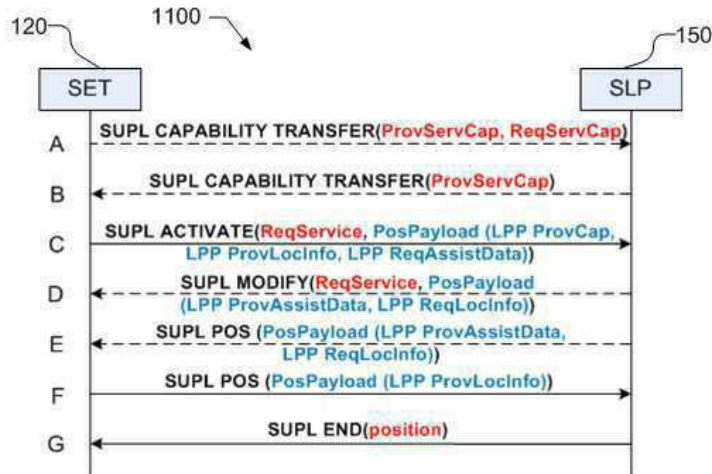 120
1100
150
SET
SLP
A
SUPL CAPABILITY TRANSFER(ProvServCap, ReqServCap)
B
SUPL CAPABILITY TRANSFER(ProvServCap)
C
SUPL ACTIVATE(ReqService, PosPayload (LPP ProvCap,
LPP ProvLocInfo, LPP ReqAssistData))
D
SUPL MODIFY(ReqService, PosPayload
(LPP ProvAssistData, LPP ReqLocInfo))
E
SUPL POS (PosPayload (LPP ProvAssistData,
LPP ReqLocInfo))
F
SUPL POS (PosPayload (LPP ProvLocInfo))
G
SUPL END(position)